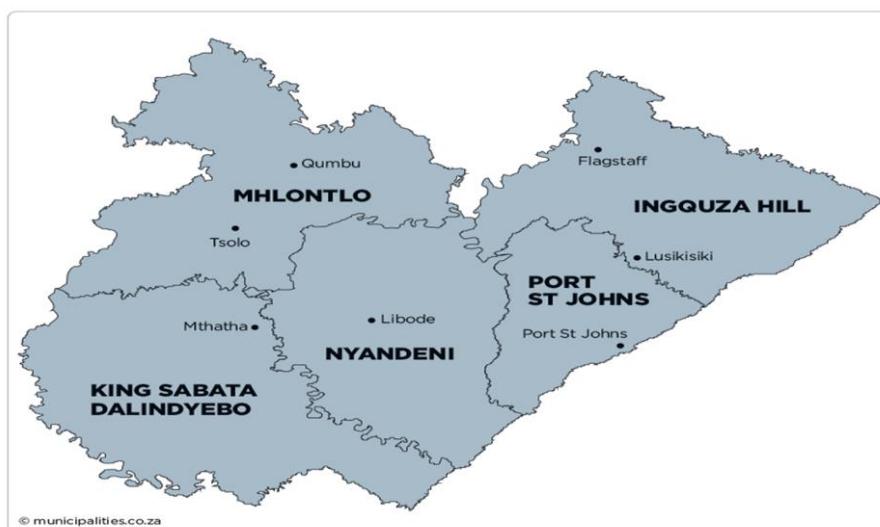 Qumbu
MHLONTLO
Tsolo
Flagstaff
INGQUZA HILL
Lusikisiki
PORT
ST JOHNS
Port St Johns
Mthatha
Libode
NYANDENI
KING SABATA
DALINDYEBO
© municipalities.co.za